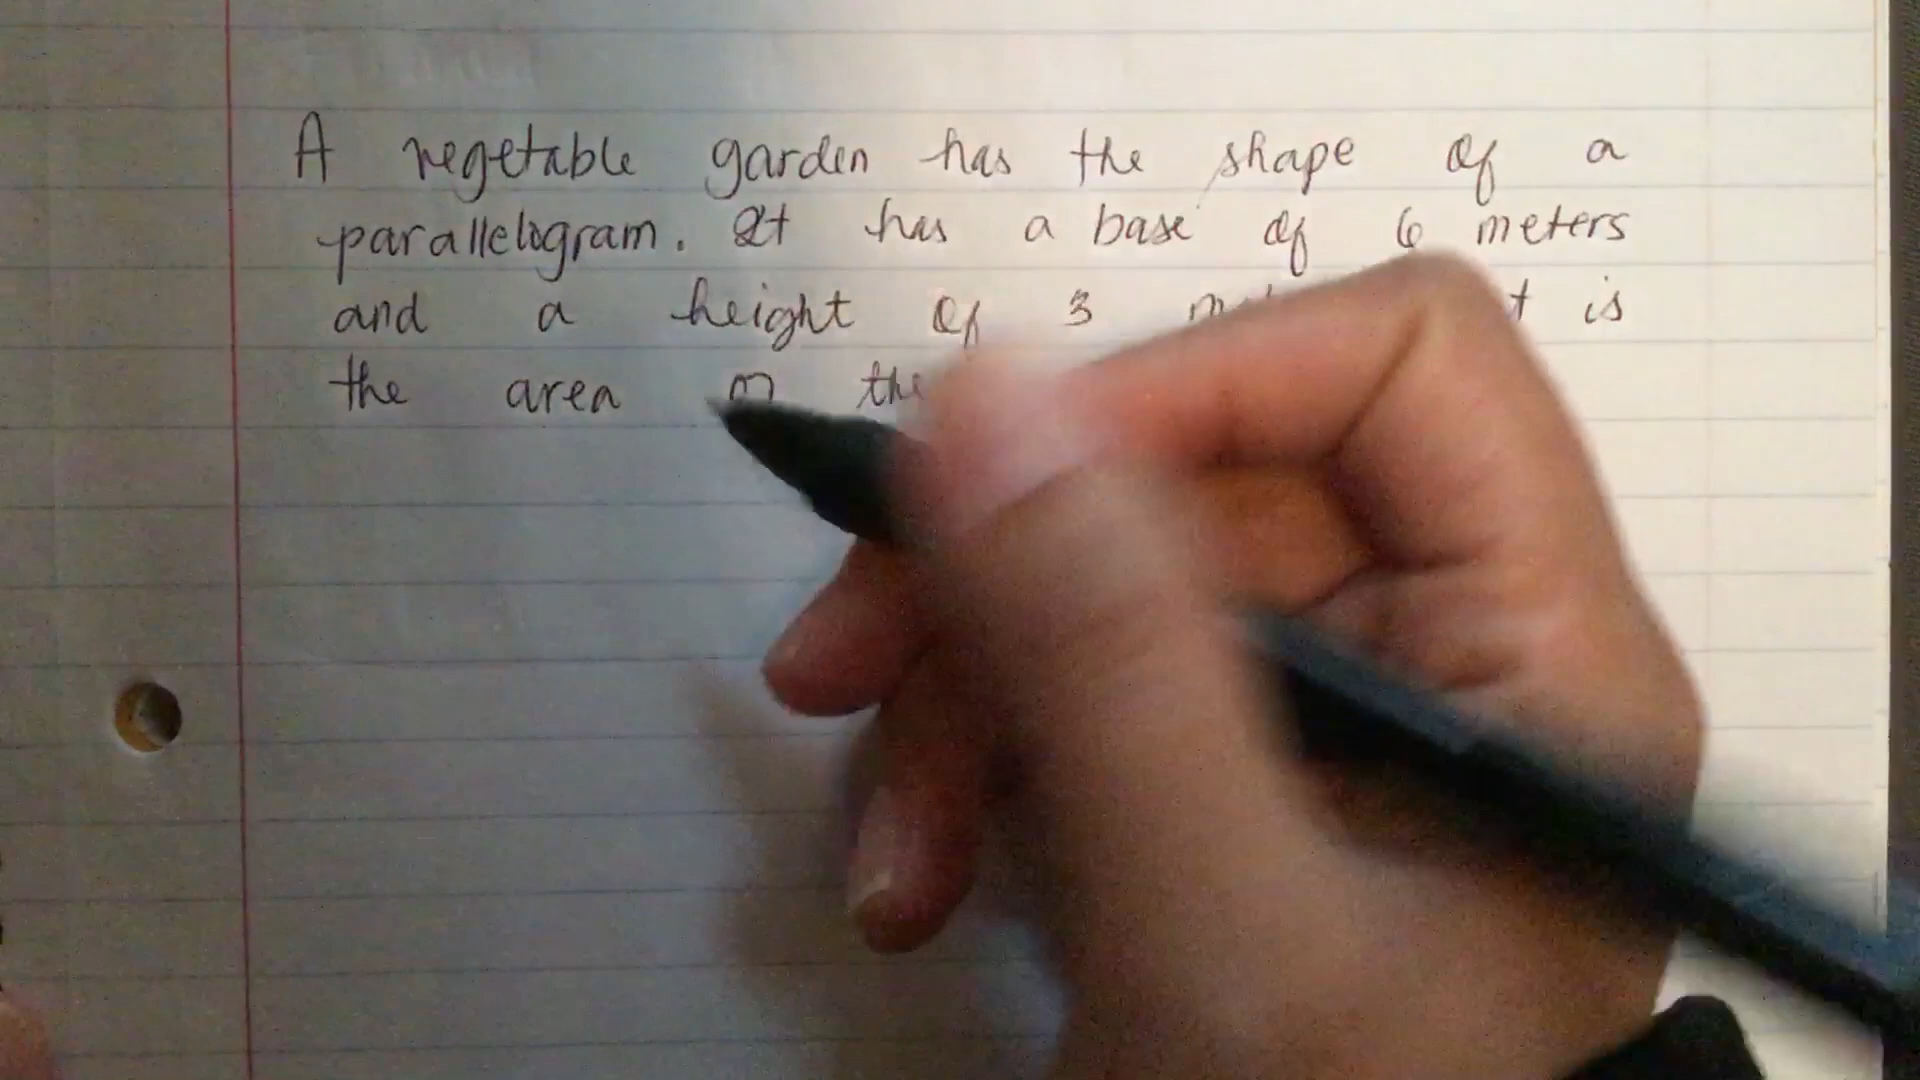 A vegetable garden has the shape of a
parallelogram. It has a base of 6 meters
and a height of 3 is
the area the